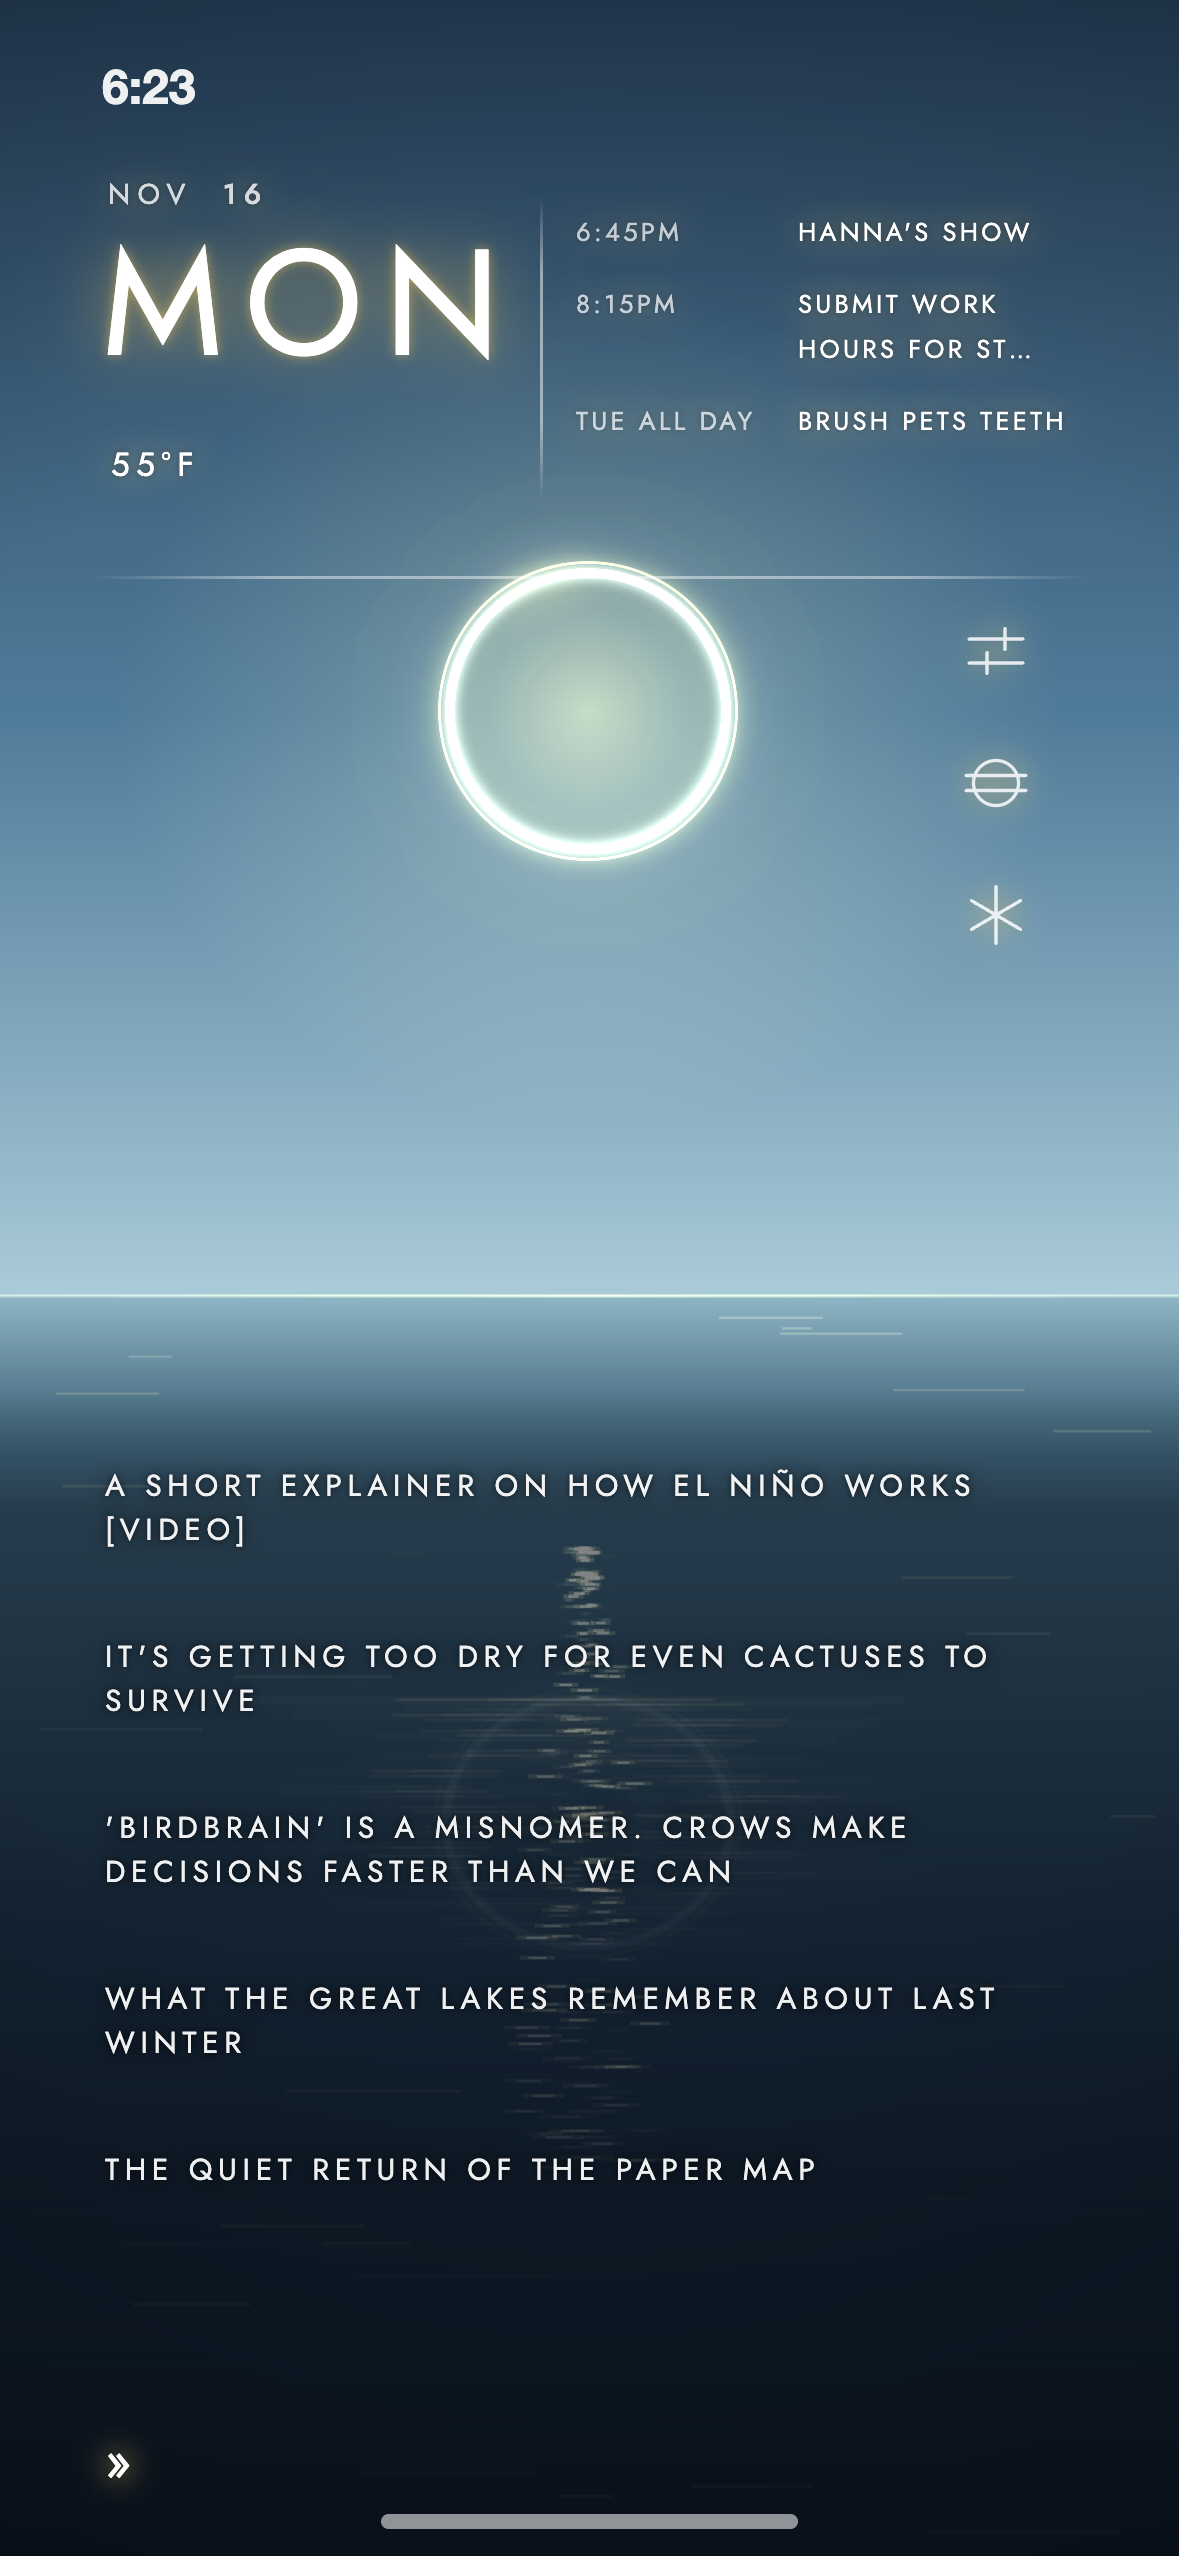 6:23
NOV 16
MON
55°F
6:45PM HANNA'S SHOW
8:15PM SUBMIT WORK
HOURS FOR ST...
TUE ALL DAY BRUSH PETS TEETH
A SHORT EXPLAINER ON HOW EL NIÑO WORKS
[VIDEO]
IT'S GETTING TOO DRY FOR EVEN CACTUSES TO
SURVIVE
'BIRDBRAIN' IS A MISNOMER. CROWS MAKE
DECISIONS FASTER THAN WE CAN
WHAT THE GREAT LAKES REMEMBER ABOUT LAST
WINTER
THE QUIET RETURN OF THE PAPER MAP
»